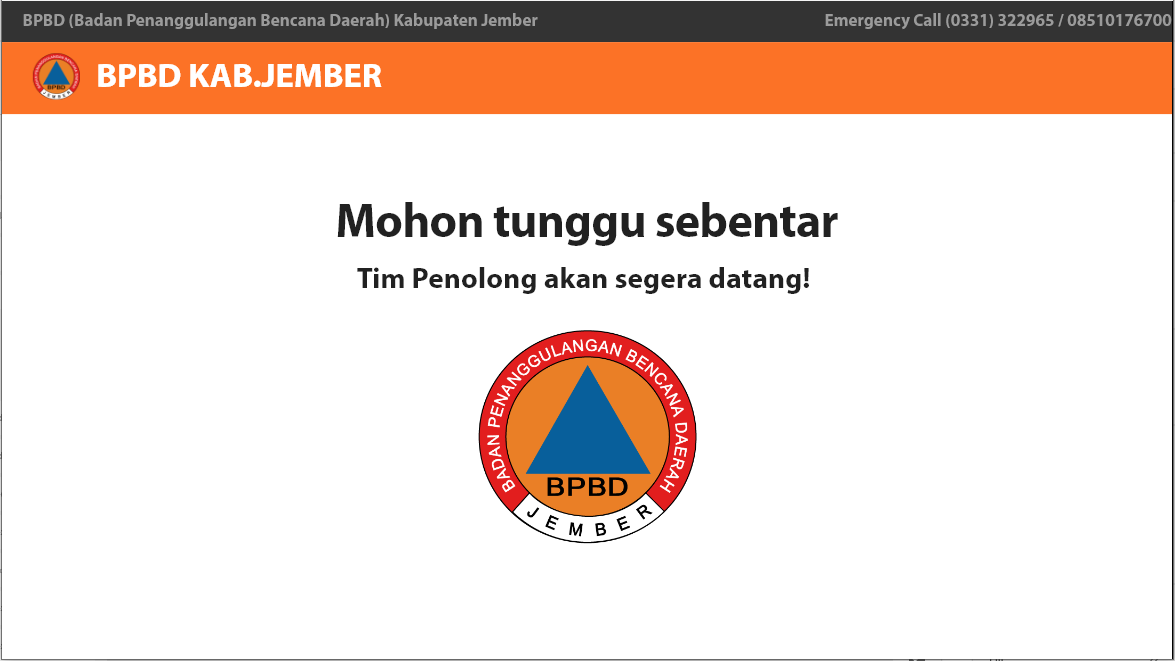 BPBD (Badan Penanggulangan Bencana Daerah) Kabupaten Jember
Emergency Call (0331) 322965 / 08510176700
BPBD KAB.JEMBER
Mohon tunggu sebentar
Tim Penolong akan segera datang!
BADAN PENANGGULANGAN BENCANA DAERAH
BPBD
JEMBER